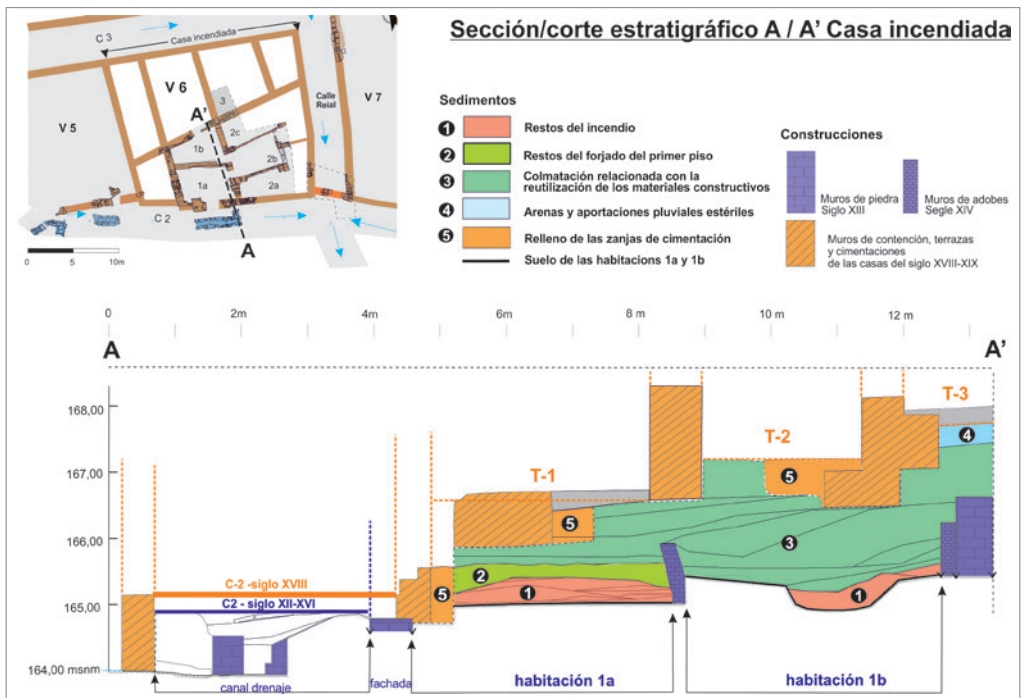 Sección/corte estratigráfico A / A' Casa incendiada
C 3
Casa incendiada
V 6
V 5
V 7
Calle
Reial
A'
3
2c
1b
2b
1a
2a
C 2
A
0 5 10m
Sedimentos
1 Restos del incendio
2 Restos del forjado del primer piso
3 Colmatación relacionada con la
reutilización de los materiales constructivos
4 Arenas y aportaciones pluviales estériles
5 Relleno de las zanjas de cimentación
Suelo de las habitacions 1a y 1b
Construcciones
Muros de piedra
Siglo XIII
Muros de adobes
Segle XIV
Muros de contención, terrazas
y cimentaciones
de las casas del siglo XVIII-XIX
0 2m 4m 6m 8 m 10 m 12 m
A A'
168,00
167,00
166,00
165,00
164,00 msnm
T-1
T-2
T-3
4
5
5
3
2
1
5
1
C-2 -siglo XVIII
C2 - siglo XII-XVI
canal drenaje
fachada
habitación 1a
habitación 1b